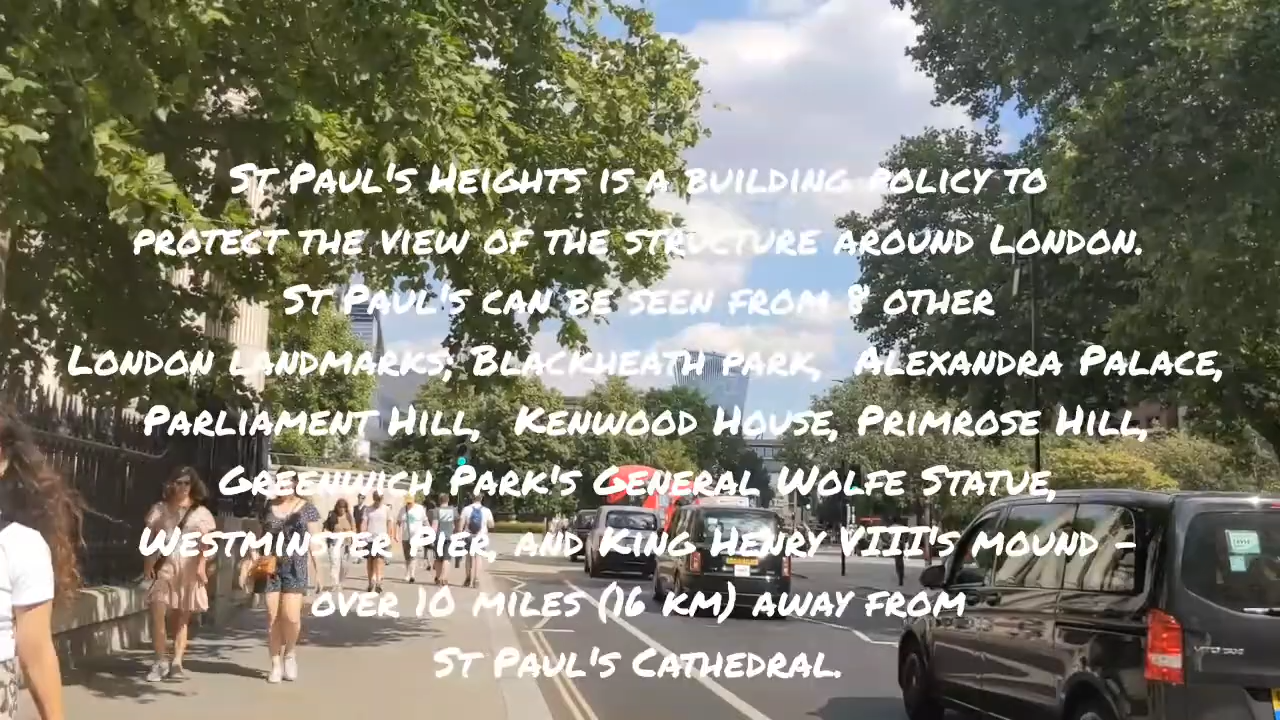 St Paul's Heights is a building policy to
protect the view of the structure around London.
St Paul's can be seen from 8 other
London landmarks; Blackheath park, Alexandra Palace,
Parliament Hill, Kenwood House, Primrose Hill,
Greenwich Park's General Wolfe Statue,
Westminster Pier, and King Henry VIII's mound -
over 10 miles (16 km) away from
St Paul's Cathedral.